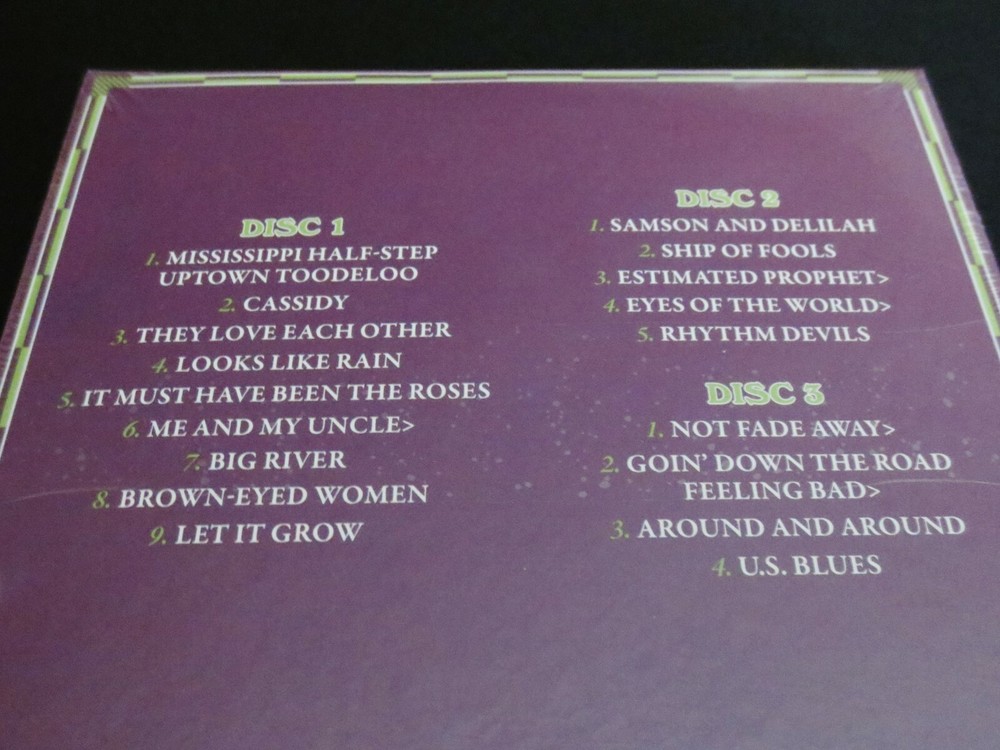 DISC 1
1. MISSISSIPPI HALF-STEP
UPTOWN TOODELOO
2. CASSIDY
3. THEY LOVE EACH OTHER
4. LOOKS LIKE RAIN
5. IT MUST HAVE BEEN THE ROSES
6. ME AND MY UNCLE>
7. BIG RIVER
8. BROWN-EYED WOMEN
9. LET IT GROW
DISC 2
1. SAMSON AND DELILAH
2. SHIP OF FOOLS
3. ESTIMATED PROPHET>
4. EYES OF THE WORLD>
5. RHYTHM DEVILS
DISC 3
1. NOT FADE AWAY>
2. GOIN' DOWN THE ROAD
FEELING BAD>
3. AROUND AND AROUND
4. U.S. BLUES